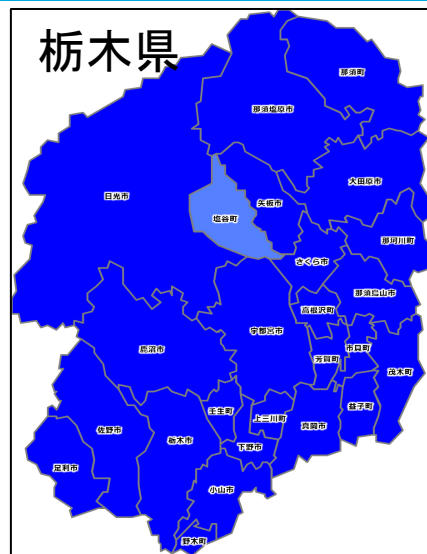 栃木県
那須町
那須塩原市
大田原市
日光市
矢板市
塩谷町
那珂川町
さくら市
那須烏山市
高根沢町
宇都宮市
市貝町
鹿沼市
芳賀町
茂木町
壬生町
益子町
上三川町
真岡市
佐野市
栃木市
下野市
足利市
小山市
野木町